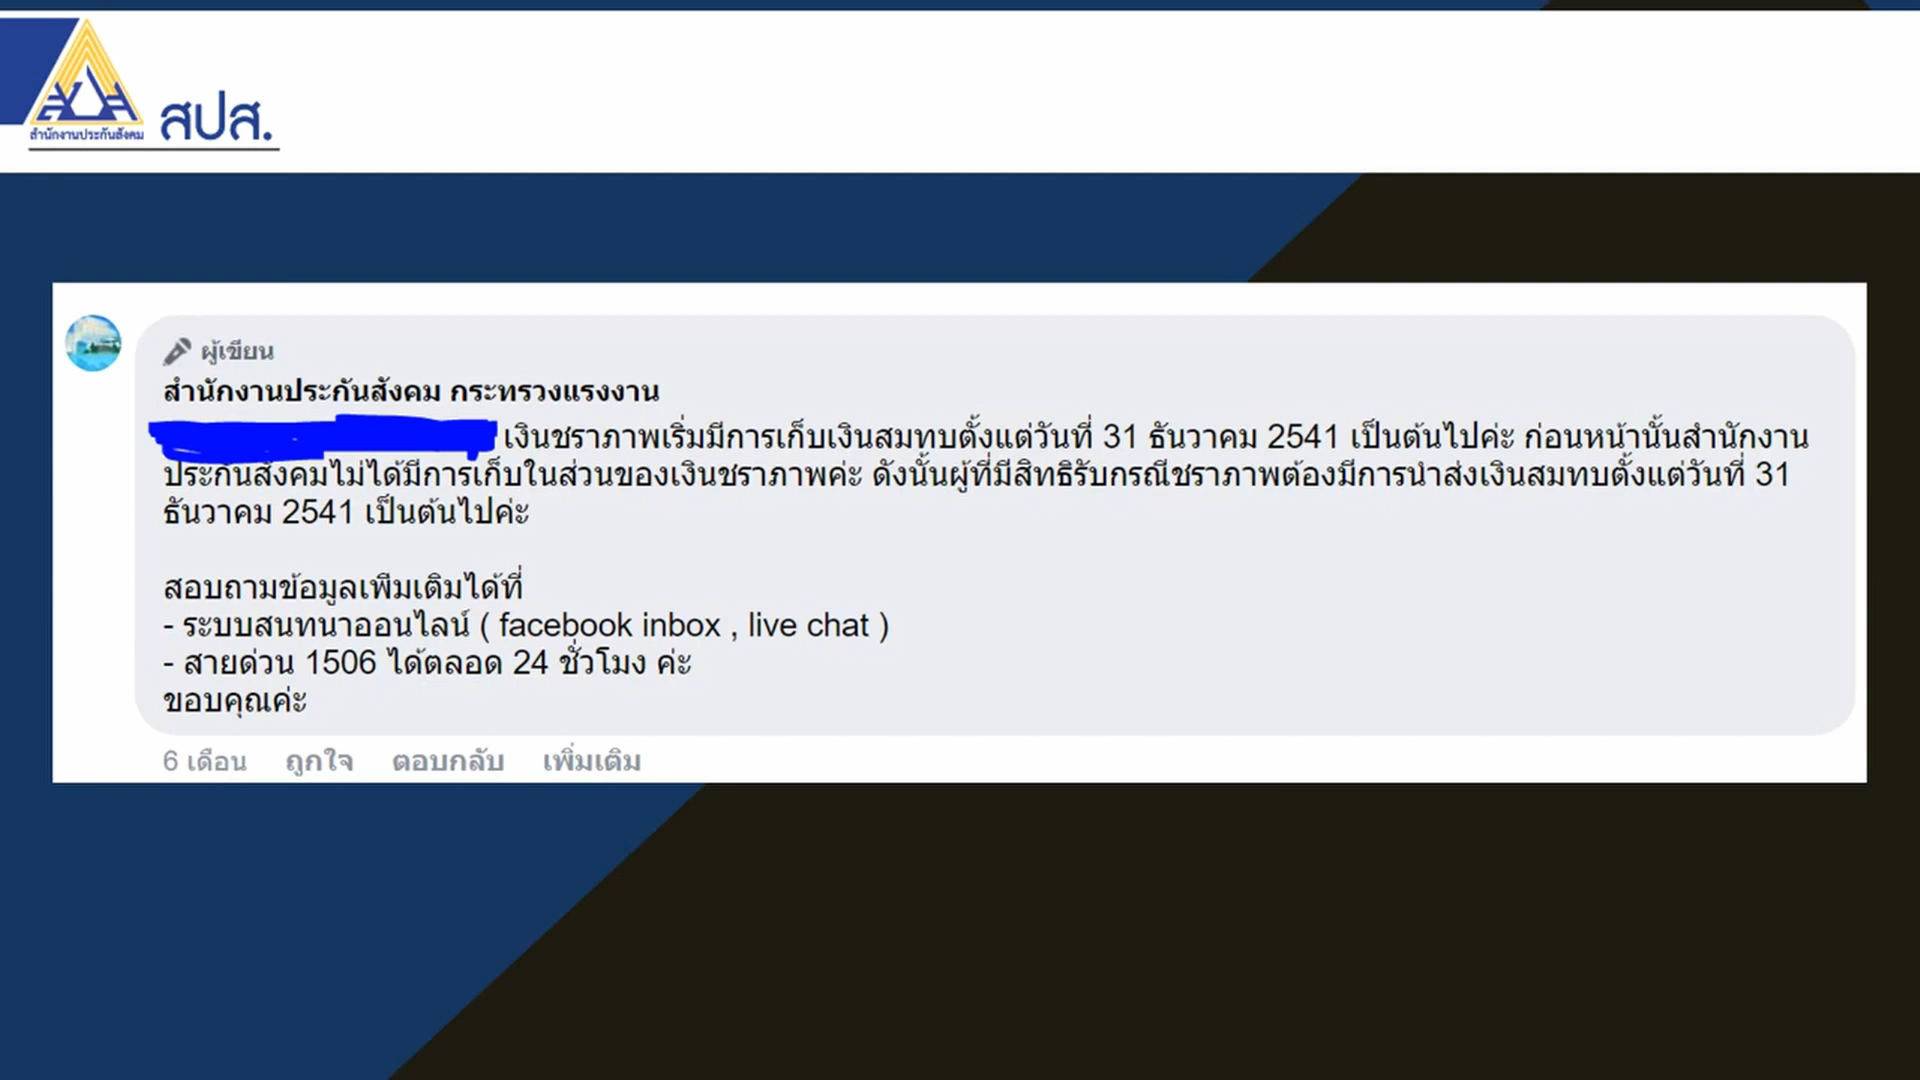 สำนักงานประกันสังคม
สปส.
ผู้เขียน
สำนักงานประกันสังคม กระทรวงแรงงาน
เงินชราภาพเริ่มมีการเก็บเงินสมทบตั้งแต่วันที่ 31 ธันวาคม 2541 เป็นต้นไปค่ะ ก่อนหน้านั้นสำนักงาน
ประกันสังคมไม่ได้มีการเก็บในส่วนของเงินชราภาพค่ะ ดังนั้นผู้ที่มีสิทธิรับกรณีชราภาพต้องมีการนำส่งเงินสมทบตั้งแต่วันที่ 31
ธันวาคม 2541 เป็นต้นไปค่ะ
สอบถามข้อมูลเพิ่มเติมได้ที่
- ระบบสนทนาออนไลน์ ( facebook inbox , live chat )
- สายด่วน 1506 ได้ตลอด 24 ชั่วโมง ค่ะ
ขอบคุณค่ะ
6 เดือน ถูกใจ ตอบกลับ เพิ่มเติม